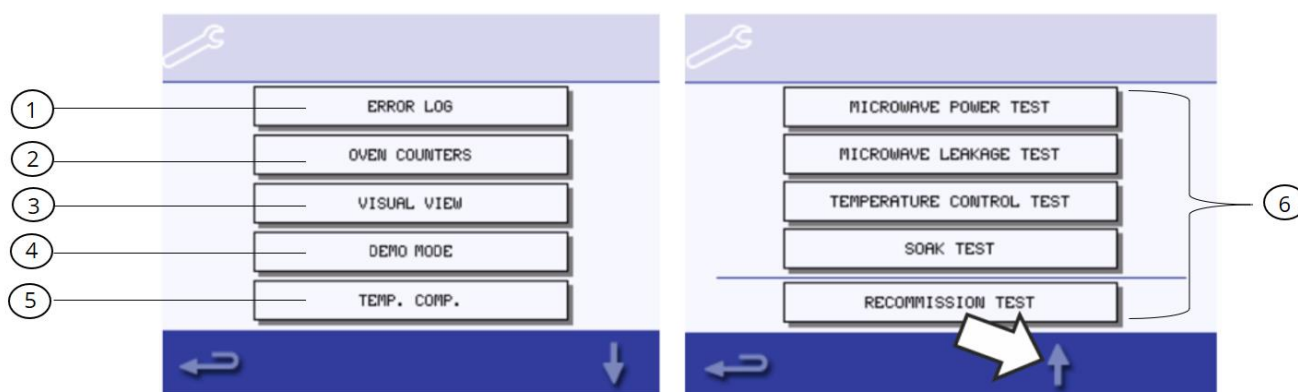 1
ERROR LOG
2
OVEN COUNTERS
3
VISUAL VIEW
4
DEMO MODE
5
TEMP. COMP.
MICROWAVE POWER TEST
MICROWAVE LEAKAGE TEST
TEMPERATURE CONTROL TEST
SOAK TEST
RECOMMISSION TEST
6